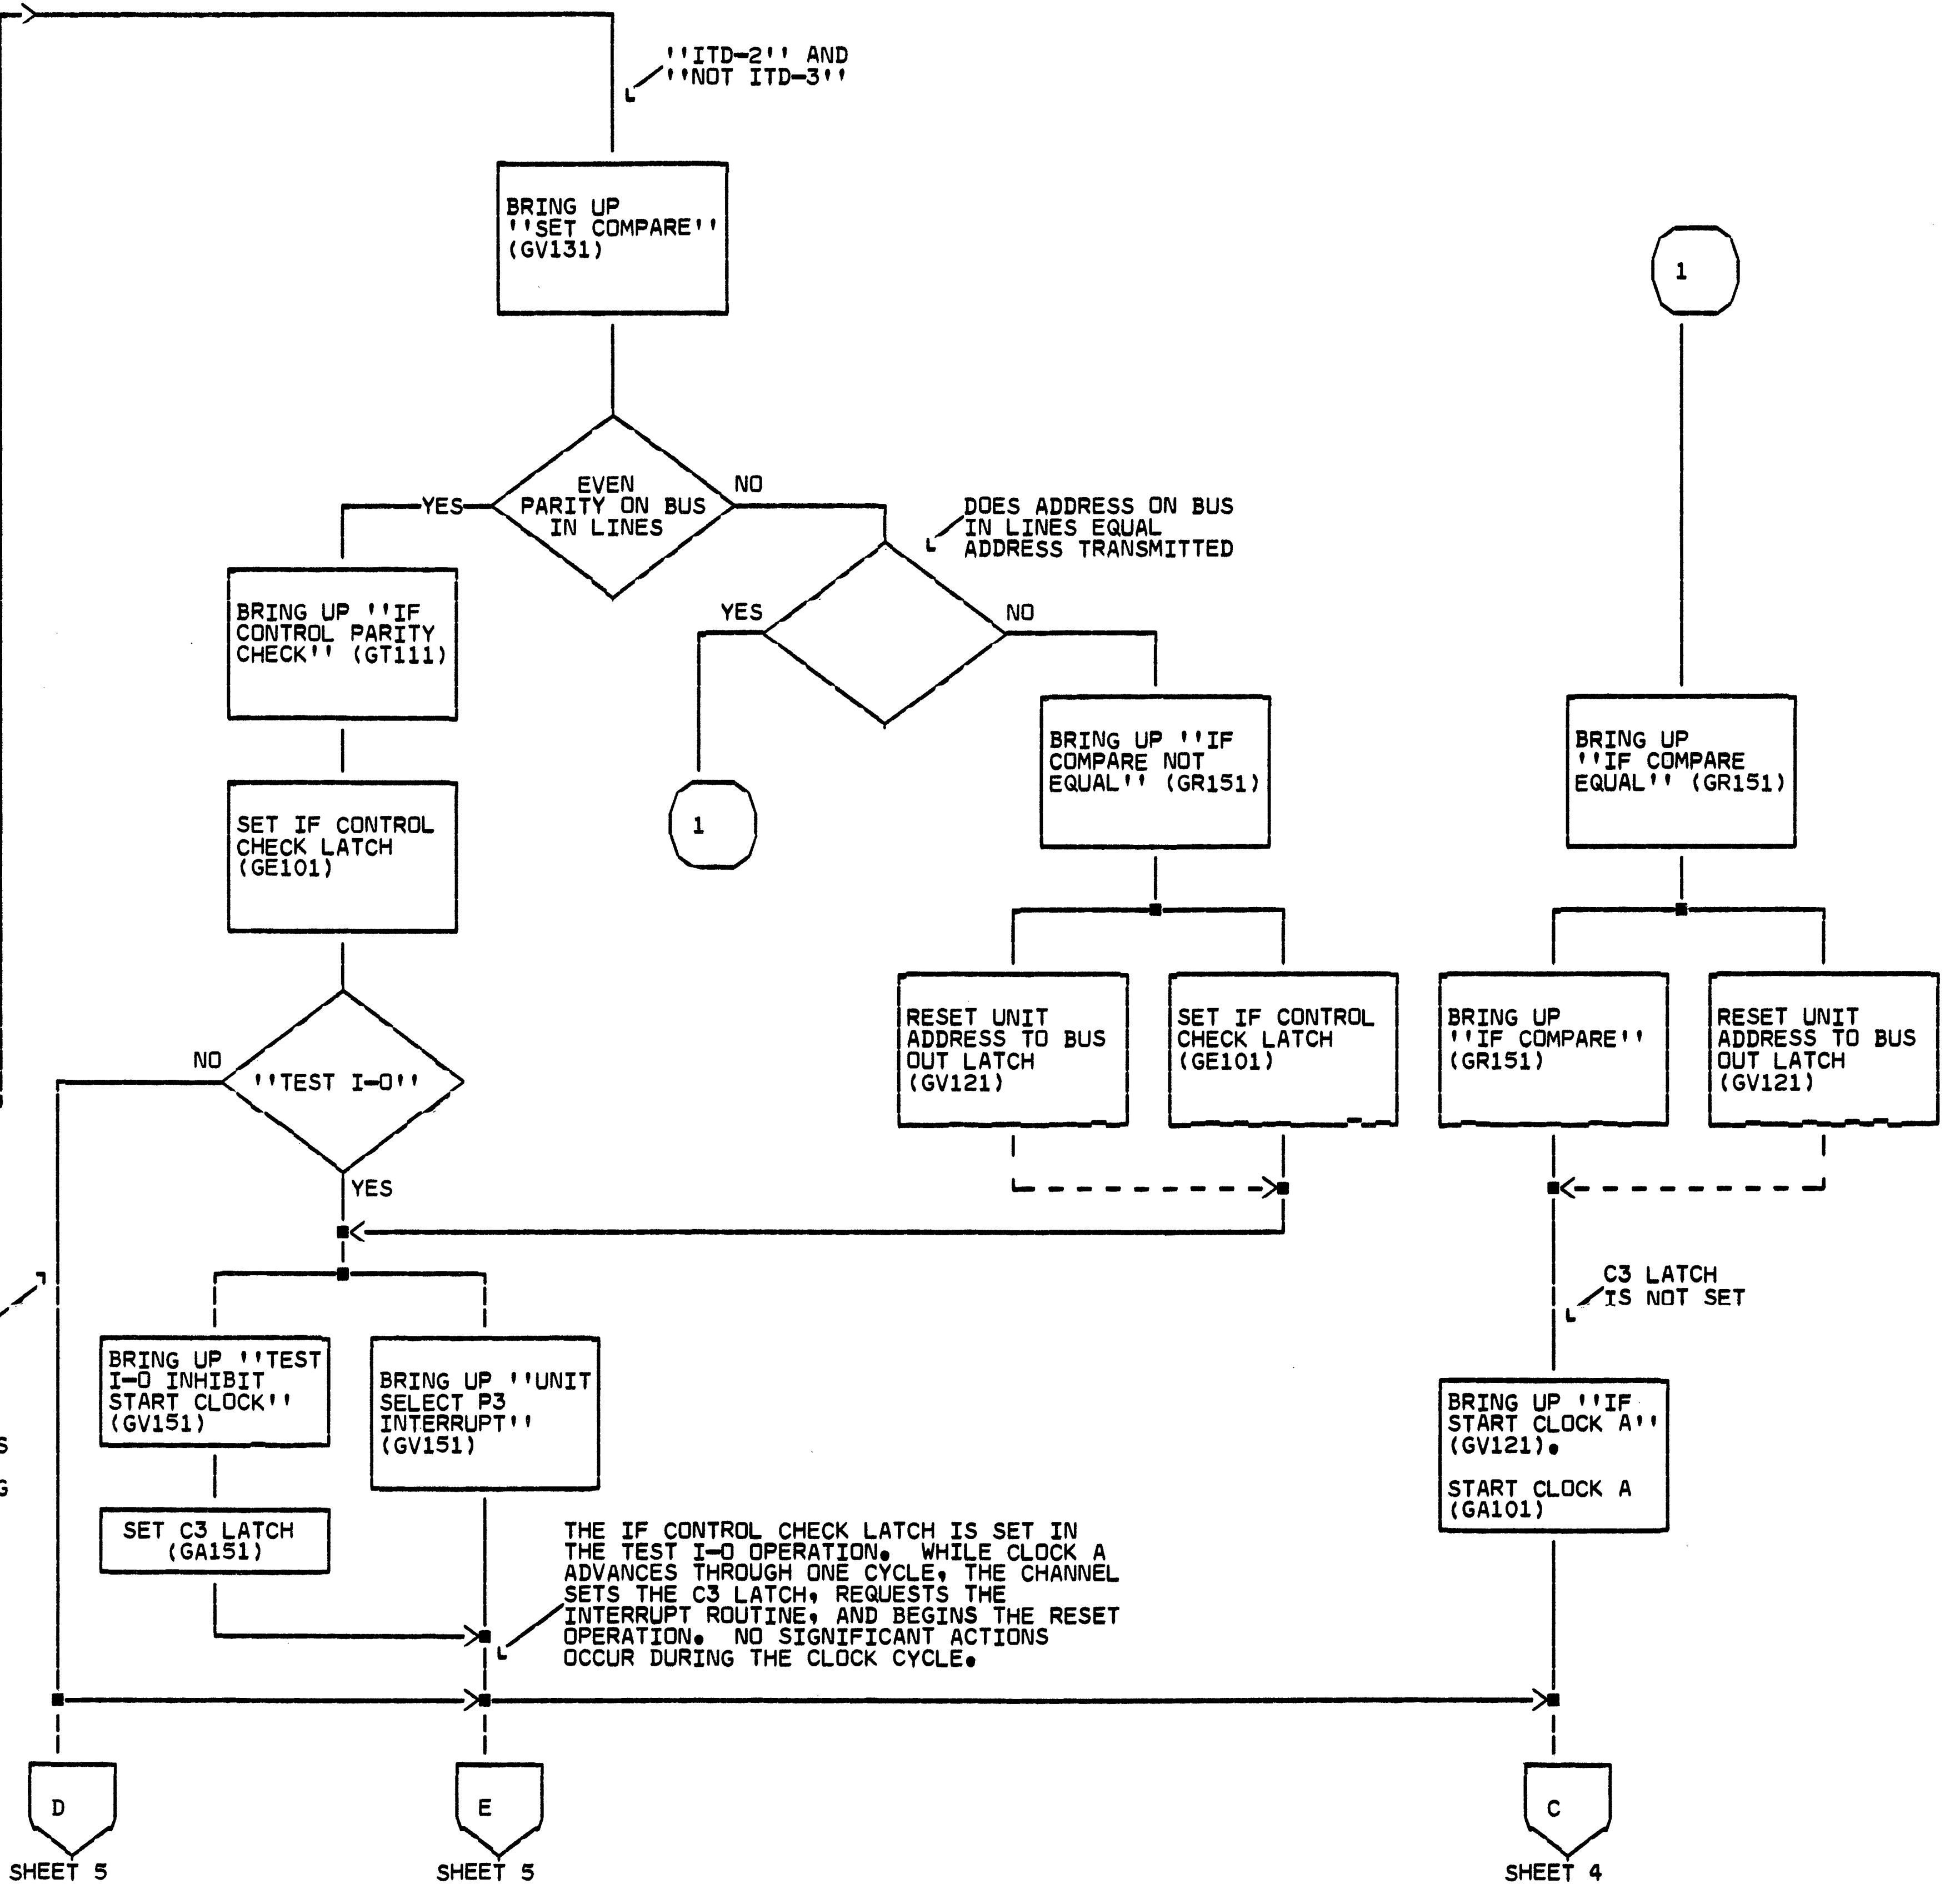 ''ITD-2'' AND
''NOT ITD-3''
BRING UP
''SET COMPARE''
(GV131)
1
EVEN
PARITY ON BUS
IN LINES
YES
NO
DOES ADDRESS ON BUS
IN LINES EQUAL
ADDRESS TRANSMITTED
YES
NO
BRING UP ''IF
CONTROL PARITY
CHECK'' (GT111)
BRING UP ''IF
COMPARE NOT
EQUAL'' (GR151)
BRING UP
''IF COMPARE
EQUAL'' (GR151)
SET IF CONTROL
CHECK LATCH
(GE101)
1
RESET UNIT
ADDRESS TO BUS
OUT LATCH
(GV121)
SET IF CONTROL
CHECK LATCH
(GE101)
BRING UP
''IF COMPARE''
(GR151)
RESET UNIT
ADDRESS TO BUS
OUT LATCH
(GV121)
NO
''TEST I-O''
YES
C3 LATCH
IS NOT SET
BRING UP ''TEST
I-O INHIBIT
START CLOCK''
(GV151)
BRING UP ''UNIT
SELECT P3
INTERRUPT''
(GV151)
BRING UP ''IF
START CLOCK A''
(GV121).
START CLOCK A
(GA101)
S
G
SET C3 LATCH
(GA151)
THE IF CONTROL CHECK LATCH IS SET IN
THE TEST I-O OPERATION. WHILE CLOCK A
ADVANCES THROUGH ONE CYCLE, THE CHANNEL
SETS THE C3 LATCH, REQUESTS THE
INTERRUPT ROUTINE, AND BEGINS THE RESET
OPERATION. NO SIGNIFICANT ACTIONS
OCCUR DURING THE CLOCK CYCLE.
D
SHEET 5
E
SHEET 5
C
SHEET 4